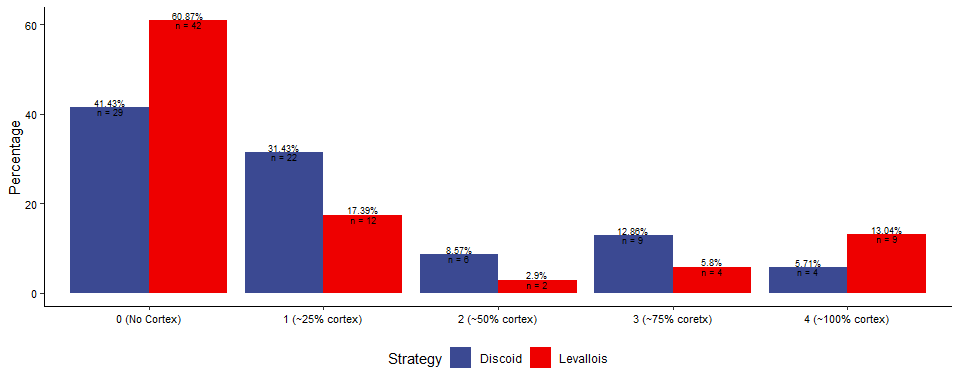 Percentage
60
40
20
0
60.87%
n = 42
41.43%
n = 29
31.43%
n = 22
17.39%
n = 12
8.57%
n = 6
2.9%
n = 2
12.86%
n = 9
5.8%
n = 4
5.71%
n = 4
13.04%
n = 9
0 (No Cortex)
1 (~25% cortex)
2 (~50% cortex)
3 (~75% coretx)
4 (~100% cortex)
Strategy Discoid Levallois